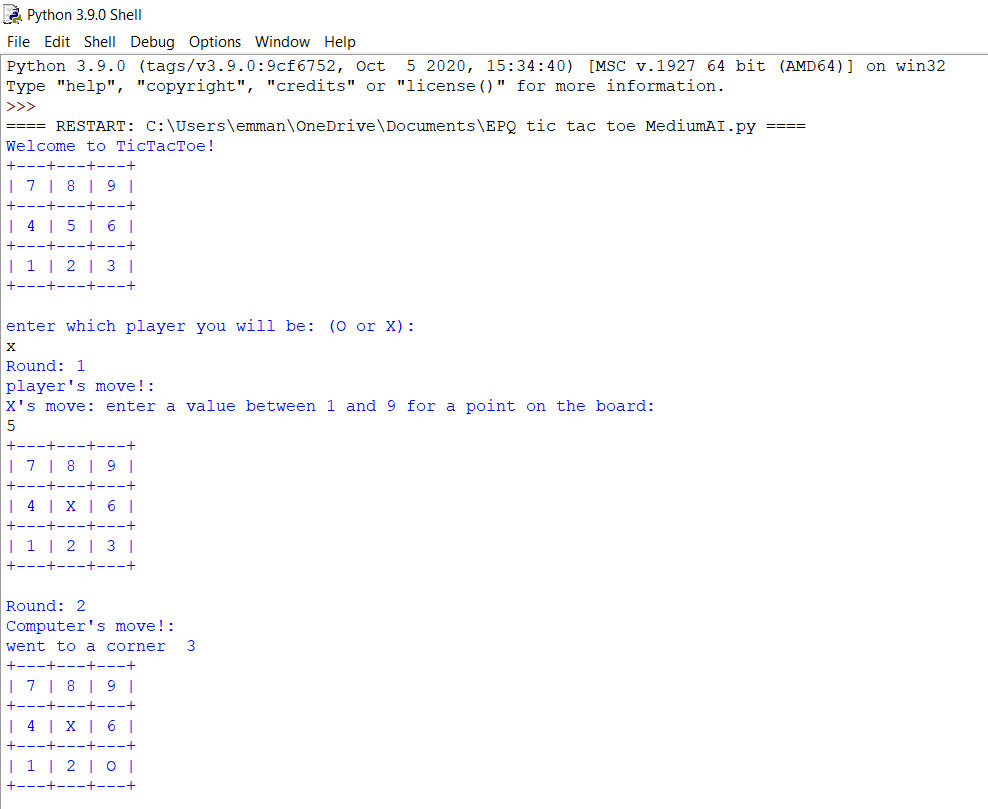 Python 3.9.0 Shell
File Edit Shell Debug Options Window Help
Python 3.9.0 (tags/v3.9.0:9cf6752, Oct  5 2020, 15:34:40) [MSC v.1927 64 bit (AMD64)] on win32
Type "help", "copyright", "credits" or "license()" for more information.
>>>
==== RESTART: C:\Users\emman\OneDrive\Documents\EPQ tic tac toe MediumAI.py ====
Welcome to TicTacToe!
+---+---+---+
| 7 | 8 | 9 |
+---+---+---+
| 4 | 5 | 6 |
+---+---+---+
| 1 | 2 | 3 |
+---+---+---+

enter which player you will be: (O or X):
x
Round: 1
player's move!:
X's move: enter a value between 1 and 9 for a point on the board:
5
+---+---+---+
| 7 | 8 | 9 |
+---+---+---+
| 4 | X | 6 |
+---+---+---+
| 1 | 2 | 3 |
+---+---+---+

Round: 2
Computer's move!:
went to a corner  3
+---+---+---+
| 7 | 8 | 9 |
+---+---+---+
| 4 | X | 6 |
+---+---+---+
| 1 | 2 | O |
+---+---+---+